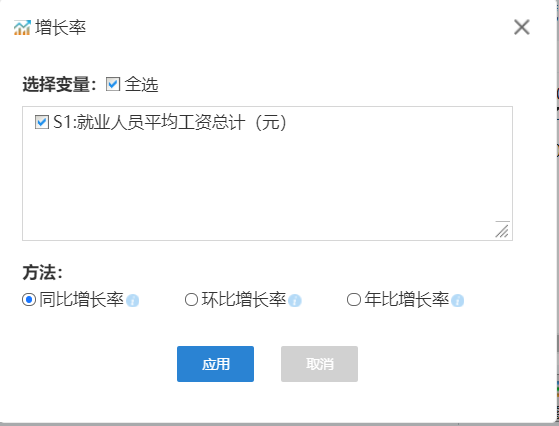 增长率
选择变量： 全选
S1:就业人员平均工资总计（元）
方法：
同比增长率 环比增长率 年比增长率
应用 取消